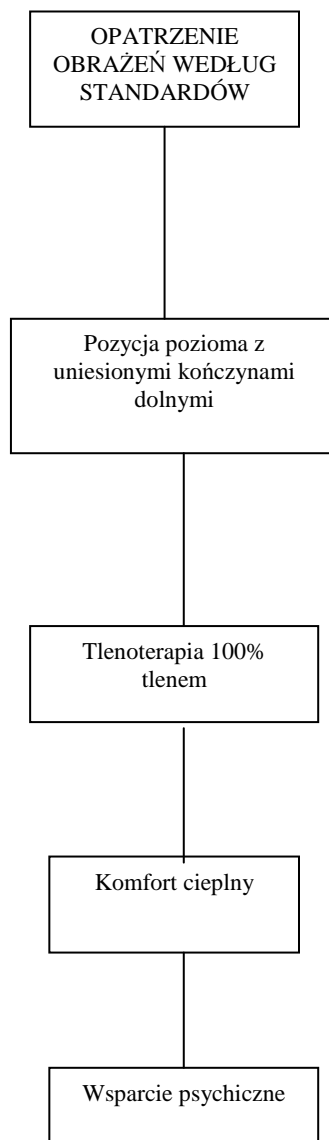 OPATRZENIE
OBRAŻEŃ WEDŁUG
STANDARDÓW
Pozycja pozioma z
uniesionymi kończynami
dolnymi
Tlenoterapia 100%
tlenem
Komfort cieplny
Wsparcie psychiczne